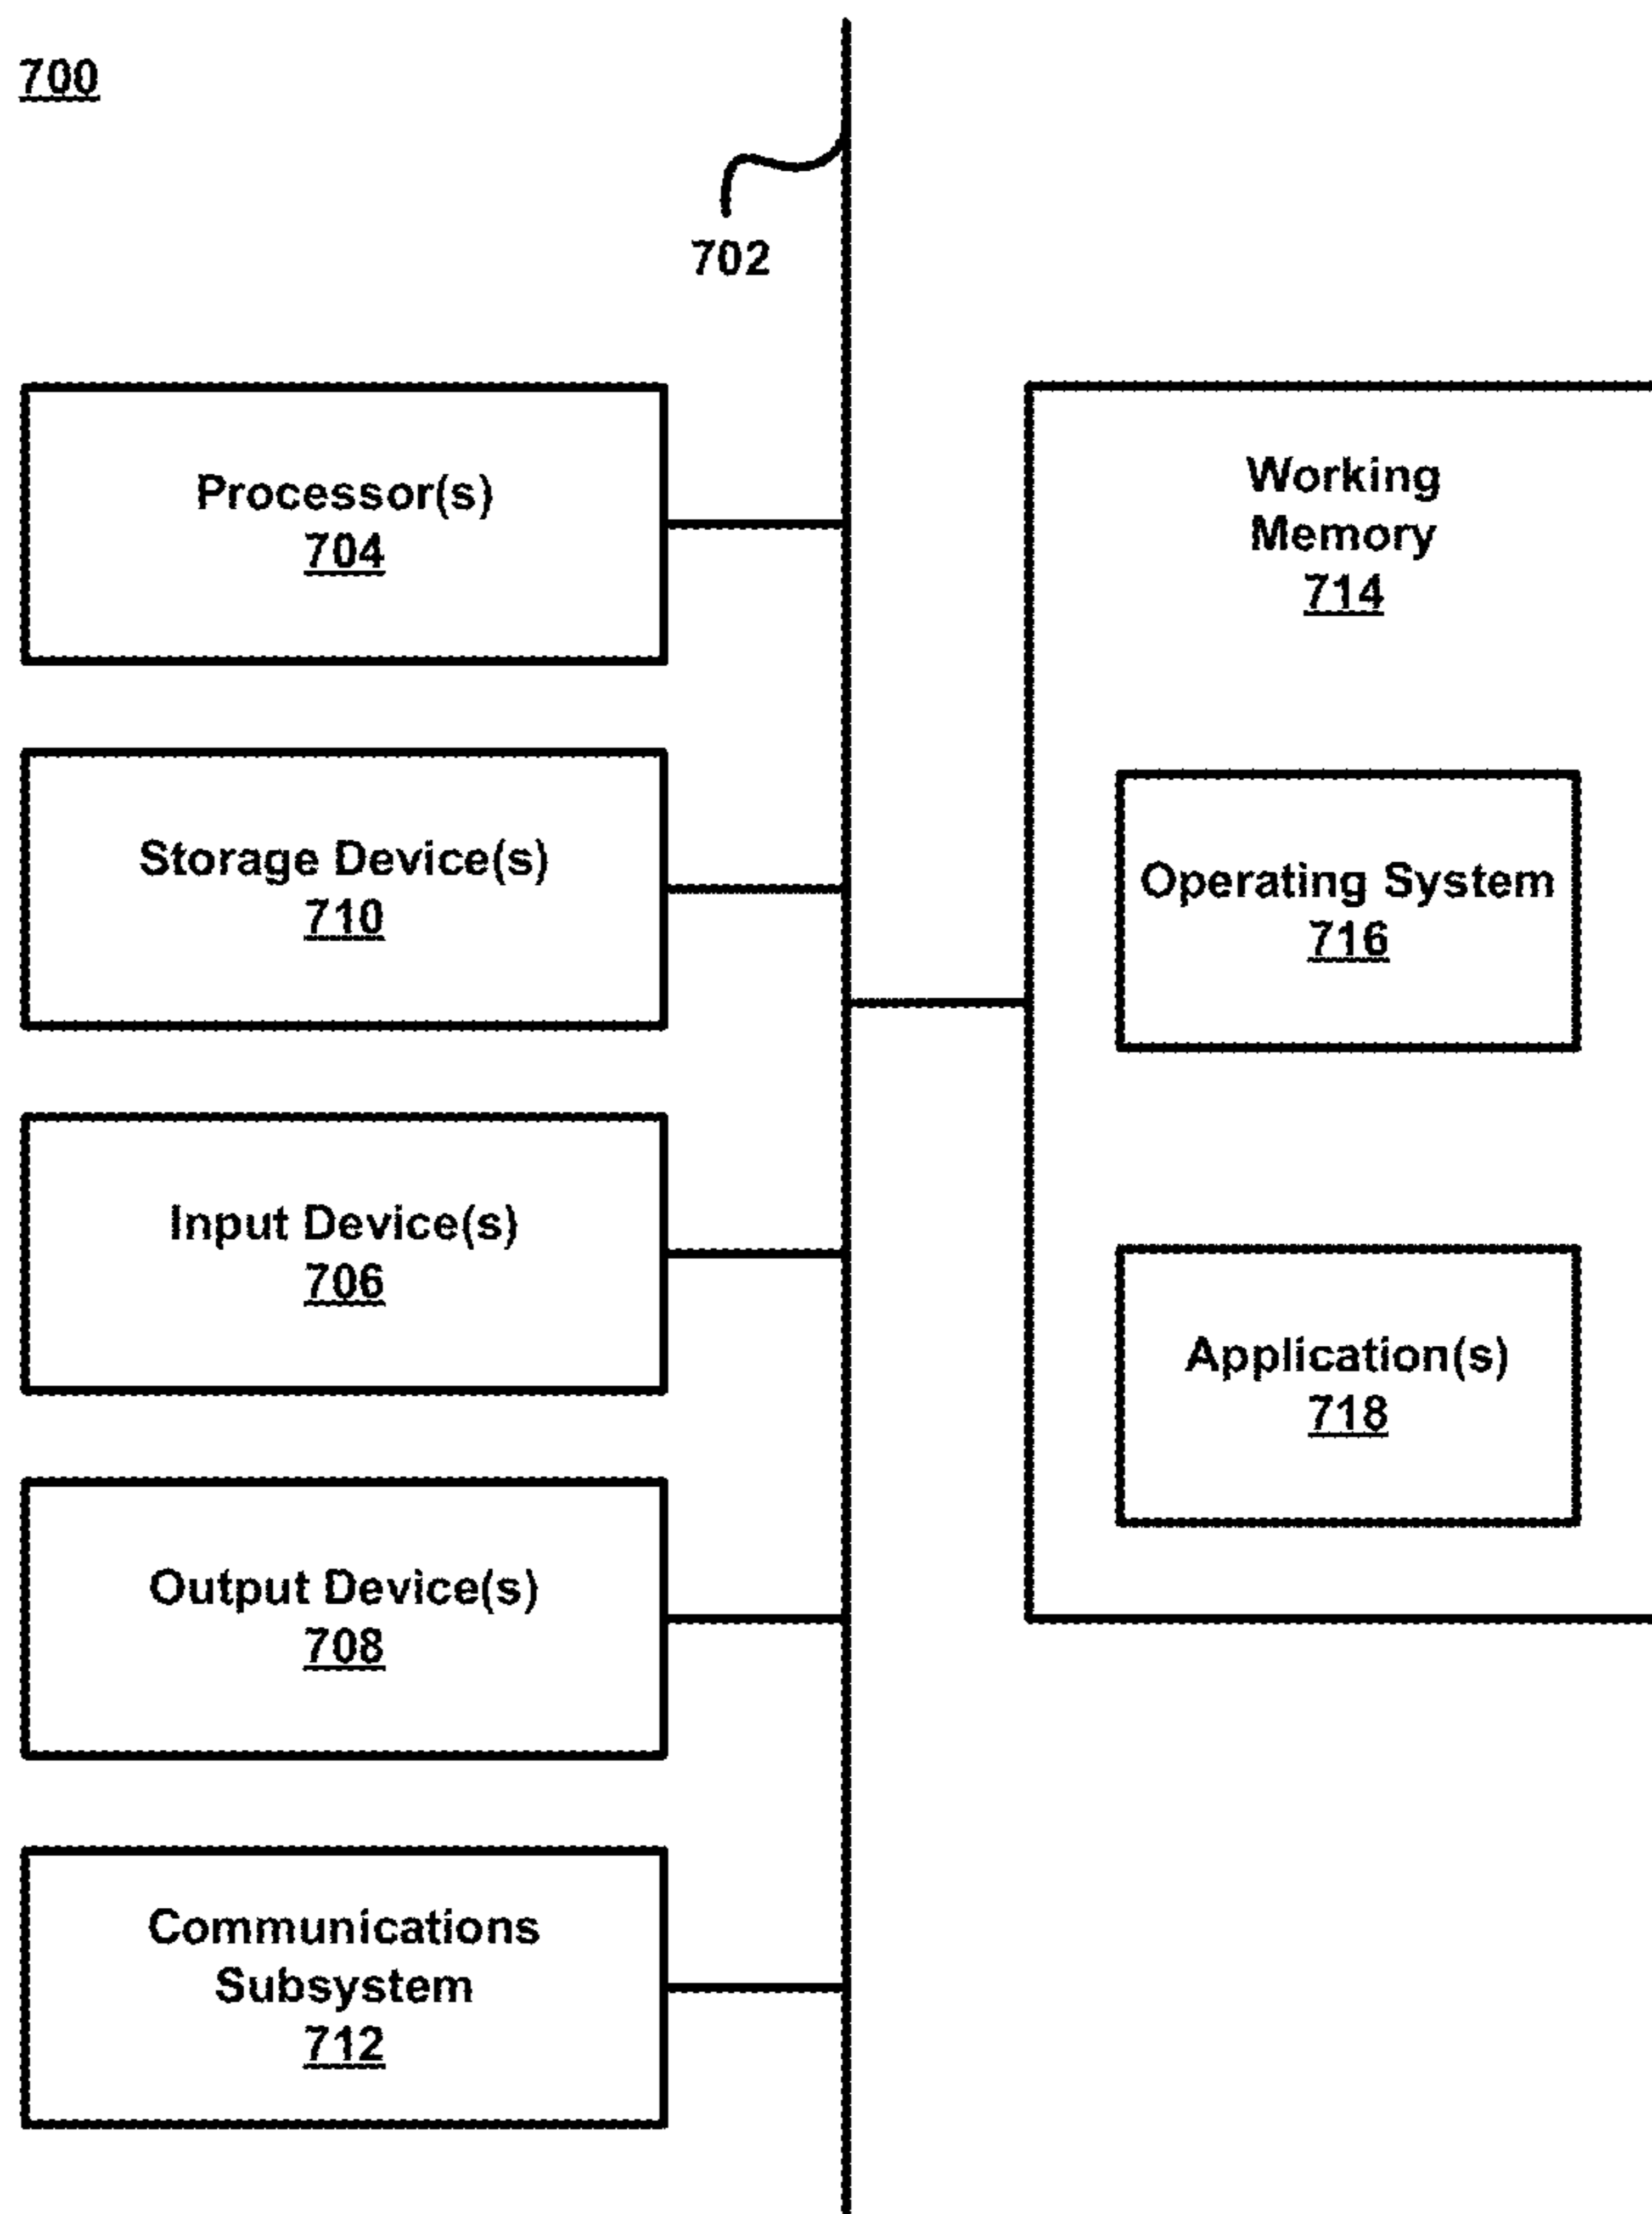 700
702
Processor(s)
704
Storage Device(s)
710
Input Device(s)
706
Output Device(s)
708
Communications
Subsystem
712
Working
Memory
714
Operating System
716
Application(s)
718